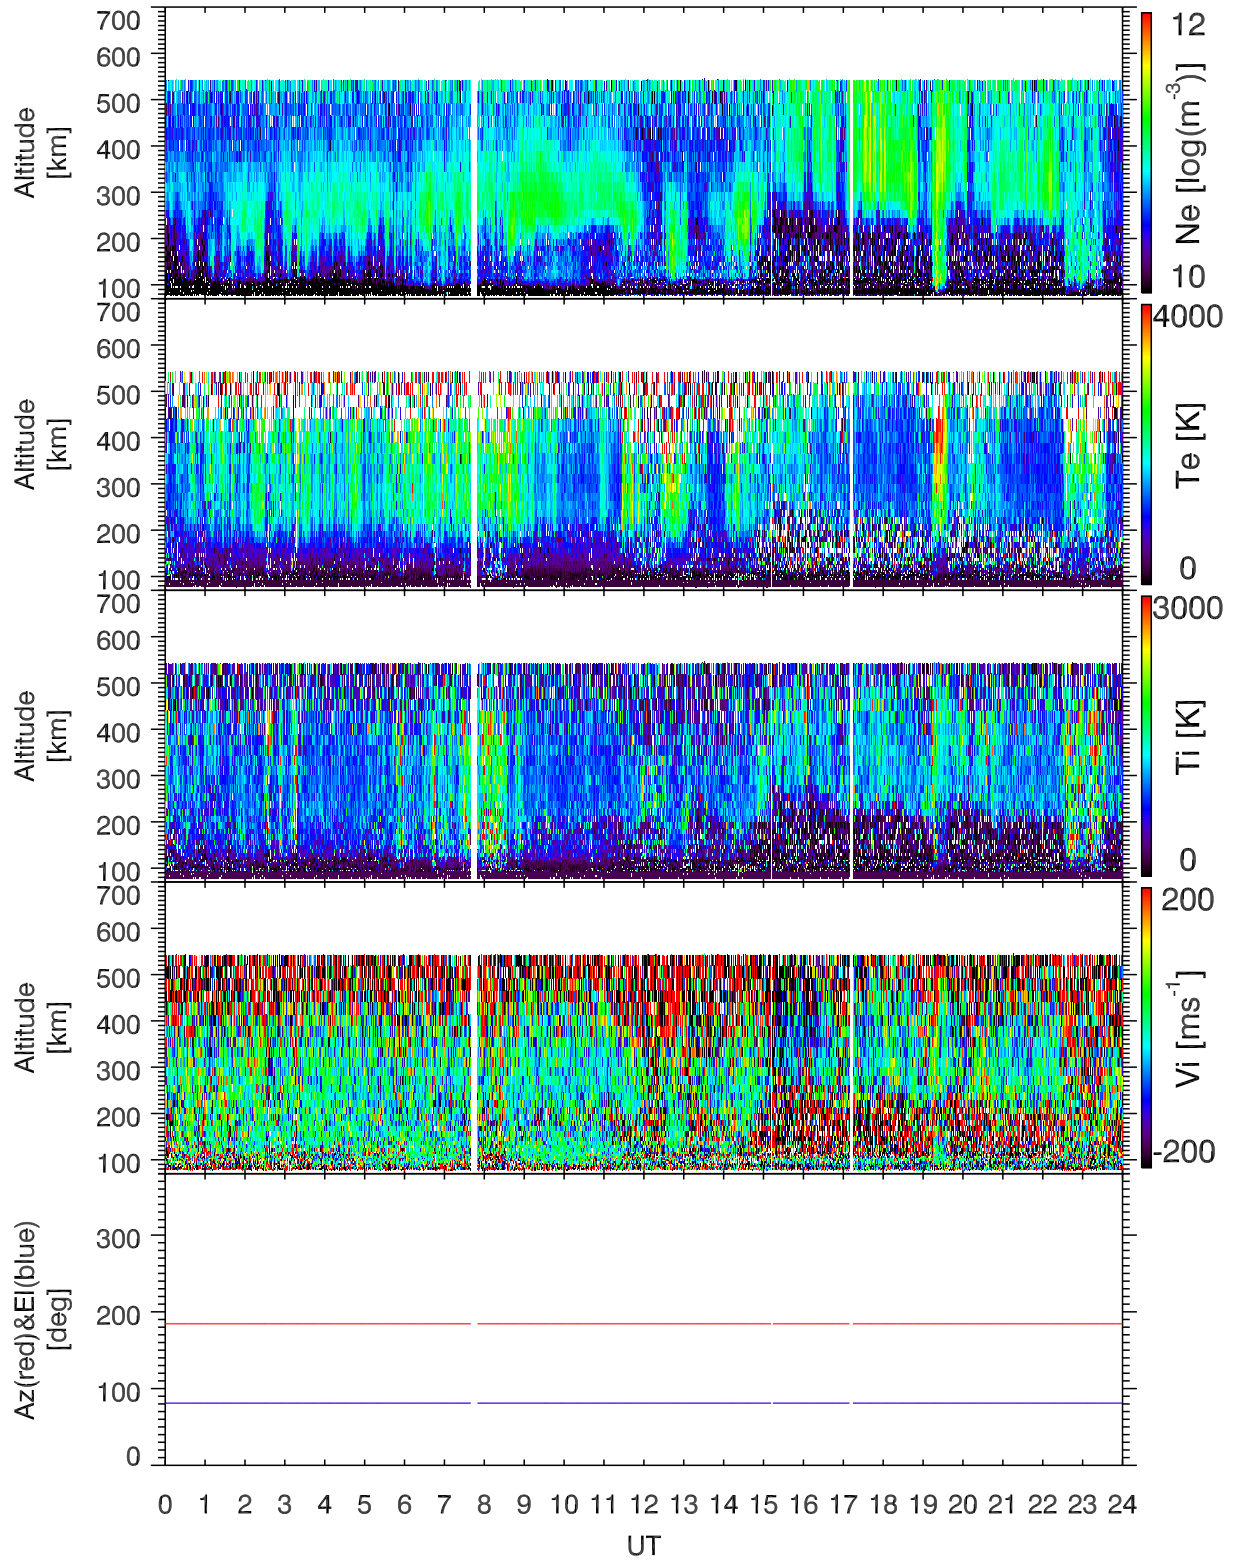 700
600
500
400
300
200
100
Altitude
[km]
12
Ne [log(m⁻³)]
10
700
600
500
400
300
200
100
Altitude
[km]
4000
Te [K]
0
700
600
500
400
300
200
100
Altitude
[km]
3000
Ti [K]
0
700
600
500
400
300
200
100
Altitude
[km]
200
Vi [ms⁻¹]
-200
300
200
100
0
Az(red)&El(blue)
[deg]
0 1 2 3 4 5 6 7 8 9 10 11 12 13 14 15 16 17 18 19 20 21 22 23 24
UT